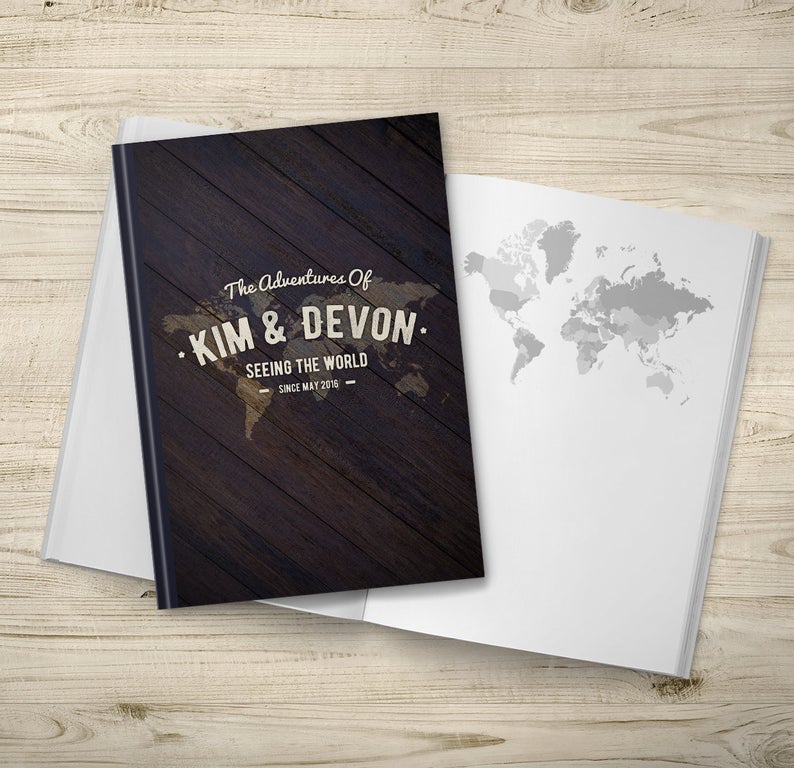 The Adventures Of
KIM & DEVON
SEEING THE WORLD
SINCE MAY 2016